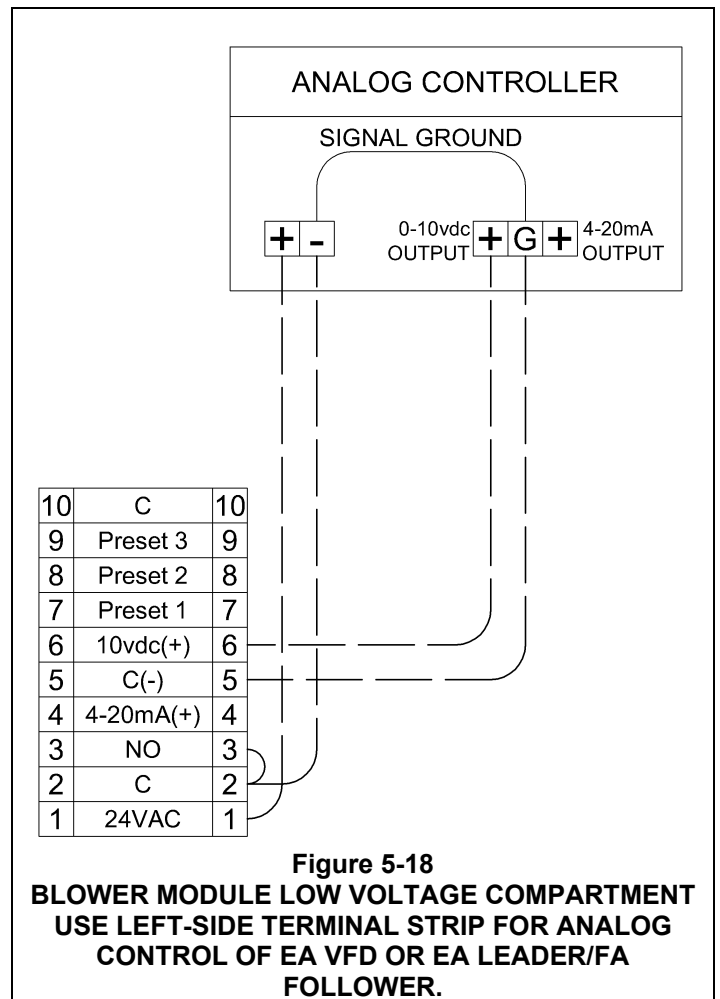 ANALOG CONTROLLER
SIGNAL GROUND
+ -
0-10vdc
OUTPUT
+ G +
4-20mA
OUTPUT
10 C 10
9 Preset 3 9
8 Preset 2 8
7 Preset 1 7
6 10vdc(+) 6
5 C(-) 5
4 4-20mA(+) 4
3 NO 3
2 C 2
1 24VAC 1
Figure 5-18
BLOWER MODULE LOW VOLTAGE COMPARTMENT
USE LEFT-SIDE TERMINAL STRIP FOR ANALOG
CONTROL OF EA VFD OR EA LEADER/FA
FOLLOWER.